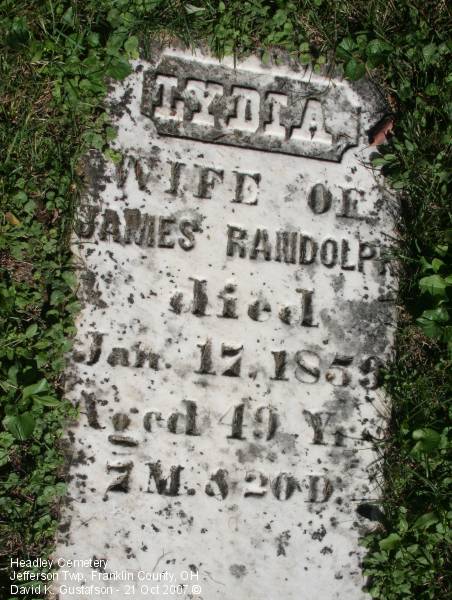 LYDIA,
WIFE OF
JAMES RANDOLPH
died
Jan. 17, 1859
Aged 49 Y.
7 M. & 20 D.
Headley Cemetery
Jefferson Twp, Franklin County, OH
David K. Gustafson - 21 Oct 2007 ©